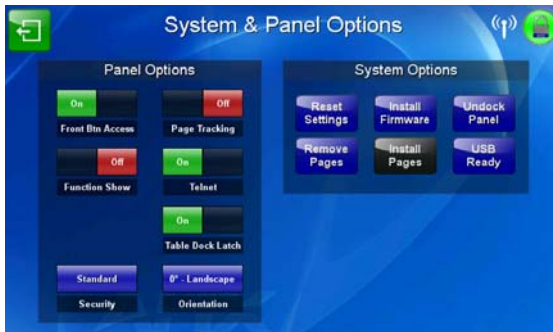 System & Panel Options
Panel Options
On
Off
Front Btn Access
Page Tracking
Off
On
Function Show
Telnet
On
Table Dock Latch
Standard
0° - Landscape
Security
Orientation
System Options
Reset
Settings
Install
Firmware
Undock
Panel
Remove
Pages
Install
Pages
USB
Ready